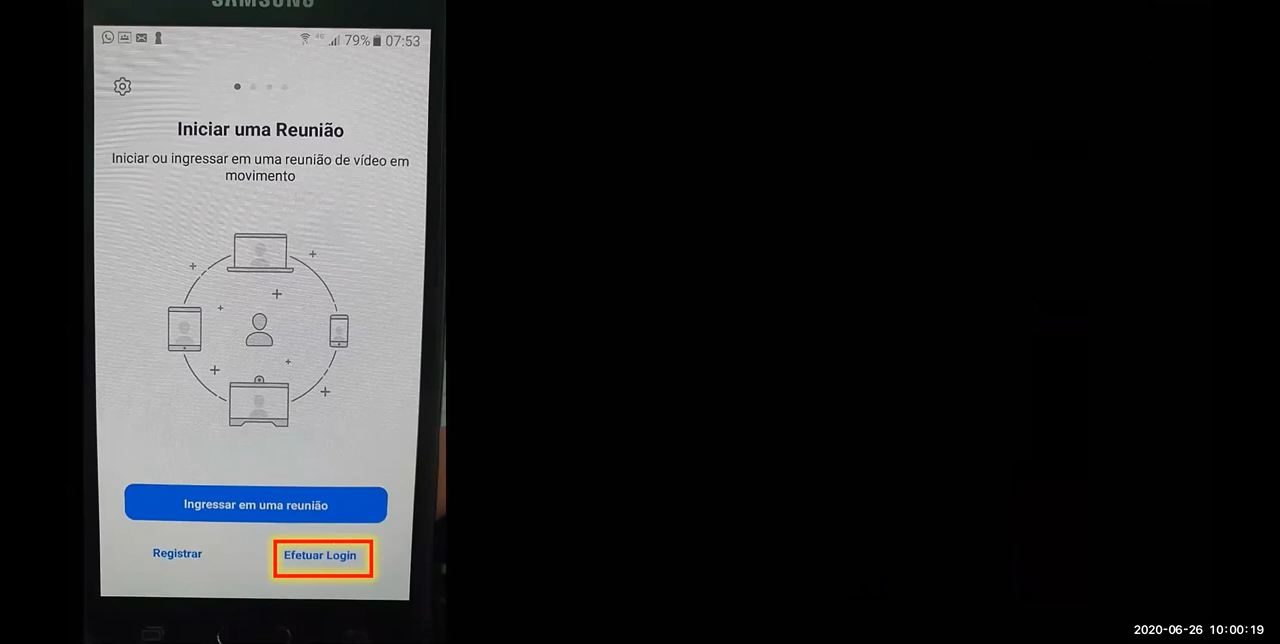 SAMSUNG
4G 79% 07:53
Iniciar uma Reunião
Iniciar ou ingressar em uma reunião de vídeo em
movimento
Ingressar em uma reunião
Registrar
Efetuar Login
2020-06-26 10:00:19